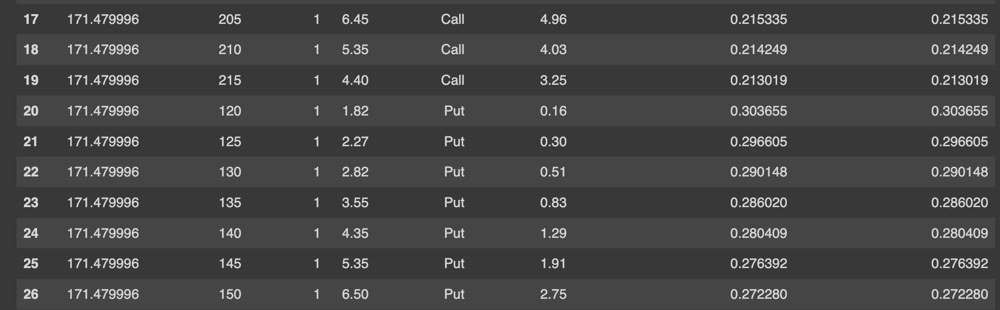 17 171.479996 205 1 6.45 Call 4.96 0.215335 0.215335
18 171.479996 210 1 5.35 Call 4.03 0.214249 0.214249
19 171.479996 215 1 4.40 Call 3.25 0.213019 0.213019
20 171.479996 120 1 1.82 Put 0.16 0.303655 0.303655
21 171.479996 125 1 2.27 Put 0.30 0.296605 0.296605
22 171.479996 130 1 2.82 Put 0.51 0.290148 0.290148
23 171.479996 135 1 3.55 Put 0.83 0.286020 0.286020
24 171.479996 140 1 4.35 Put 1.29 0.280409 0.280409
25 171.479996 145 1 5.35 Put 1.91 0.276392 0.276392
26 171.479996 150 1 6.50 Put 2.75 0.272280 0.272280